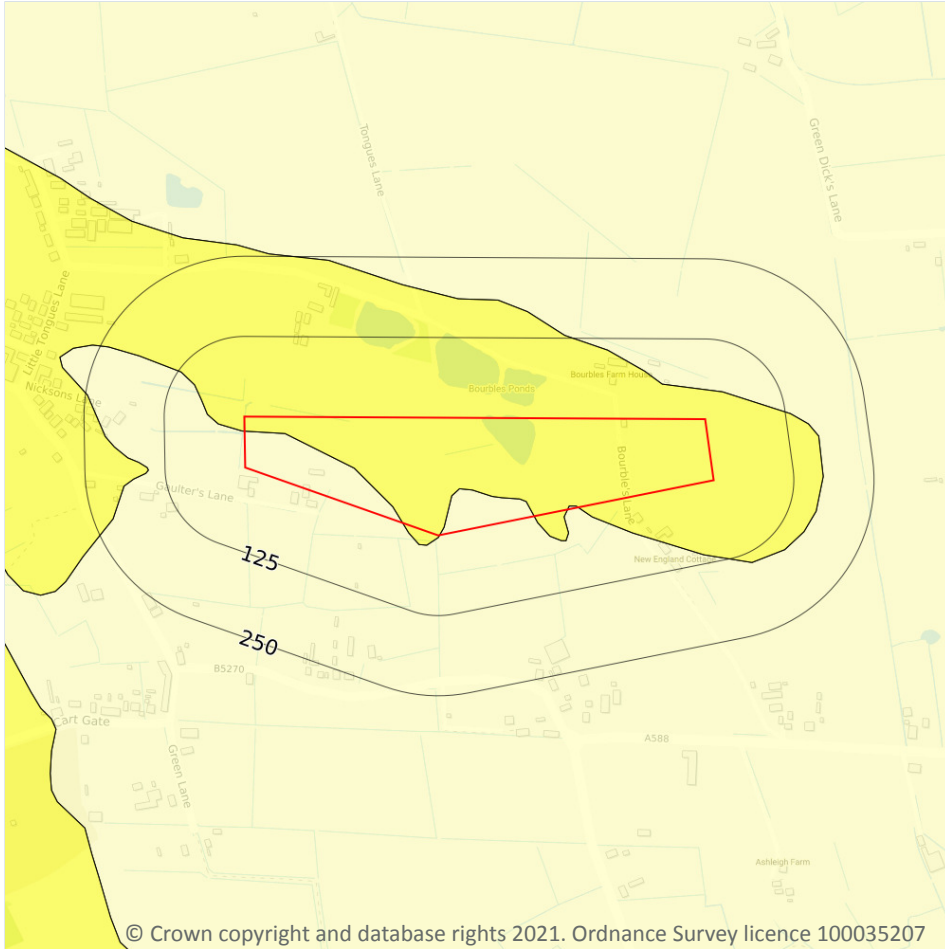 Tongues Lane
Green Dick's Lane
Little Tongues Lane
Nicksons Lane
Bourbles Farm House
Bourbles Ponds
Bourbles Lane
Gaulter's Lane
New England Cottage
125
250
B5270
Cart Gate
A588
Green Lane
Ashleigh Farm
© Crown copyright and database rights 2021. Ordnance Survey licence 100035207